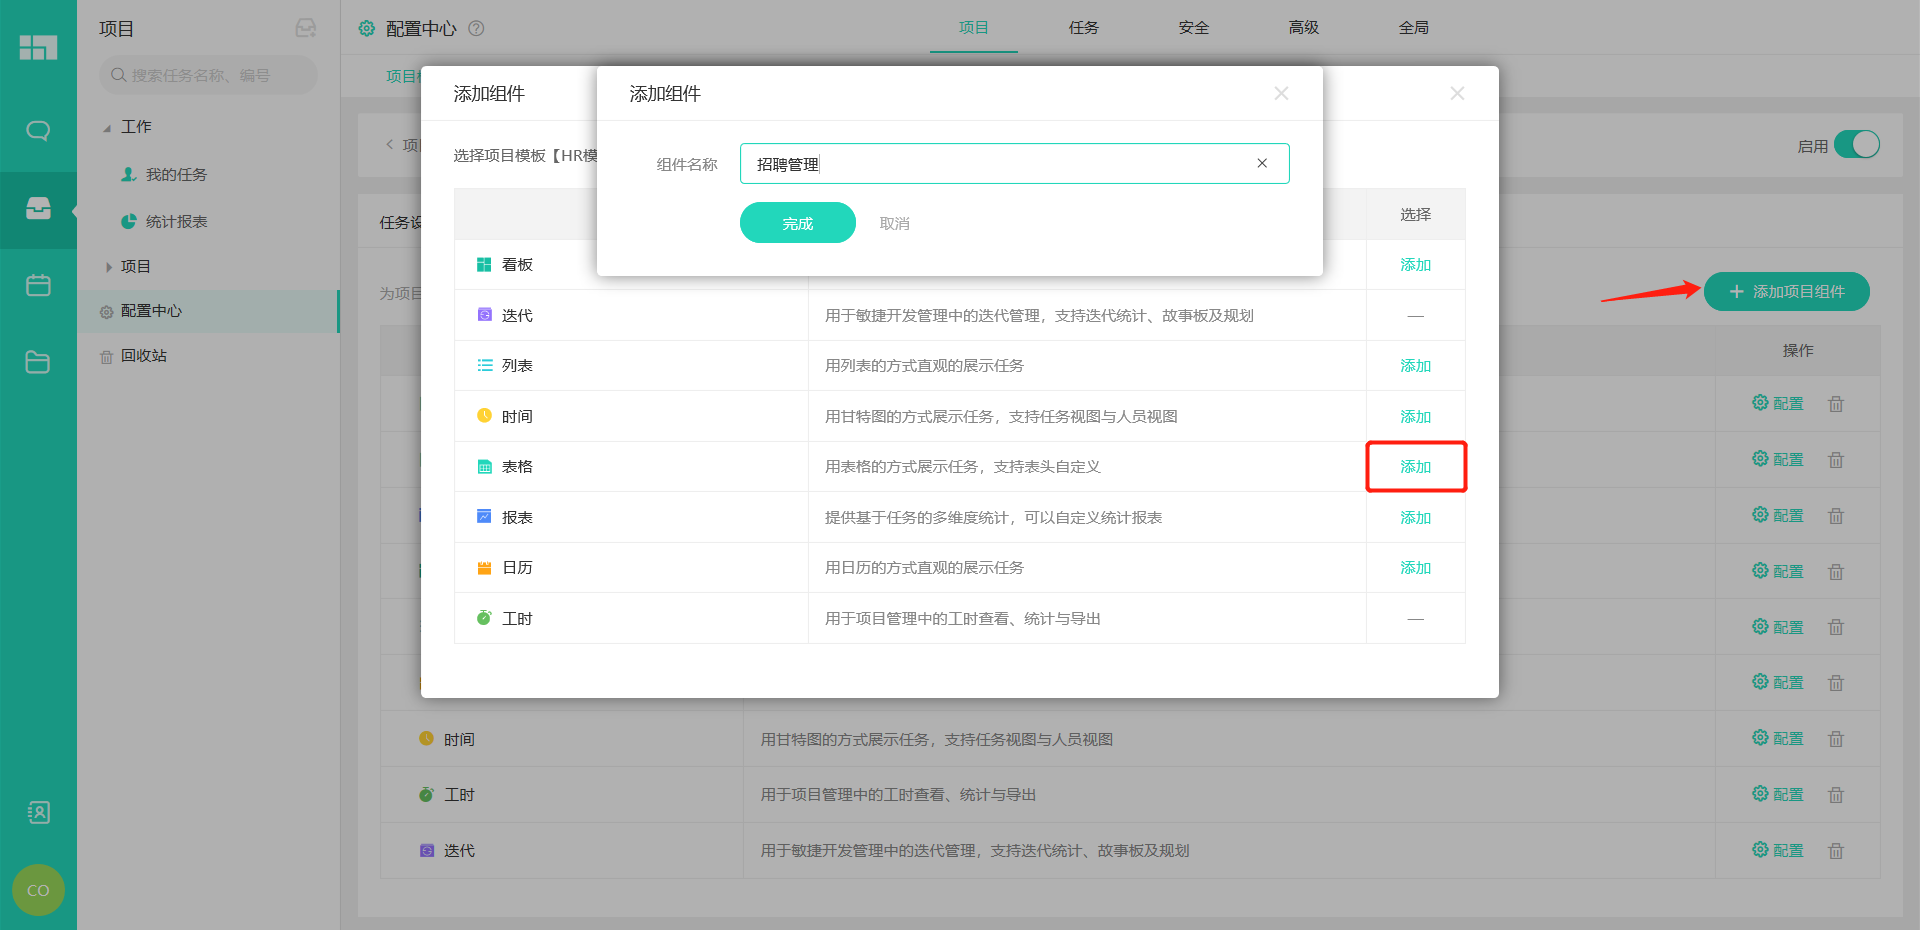 项目
搜索任务名称、编号
工作
我的任务
统计报表
项目
配置中心
回收站
CO
配置中心
项目
任务
安全
高级
全局
项目
项
启用
任务设
为项目
添加项目组件
操作
添加组件
选择项目模板【HR模
选择
看板
添加
迭代
用于敏捷开发管理中的迭代管理，支持迭代统计、故事板及规划
—
列表
用列表的方式直观的展示任务
添加
时间
用甘特图的方式展示任务，支持任务视图与人员视图
添加
表格
用表格的方式展示任务，支持表头自定义
添加
报表
提供基于任务的多维度统计，可以自定义统计报表
添加
日历
用日历的方式直观的展示任务
添加
工时
用于项目管理中的工时查看、统计与导出
—
添加组件
组件名称
招聘管理
完成
取消
配置
配置
配置
配置
配置
配置
时间
用甘特图的方式展示任务，支持任务视图与人员视图
配置
工时
用于项目管理中的工时查看、统计与导出
配置
迭代
用于敏捷开发管理中的迭代管理，支持迭代统计、故事板及规划
配置